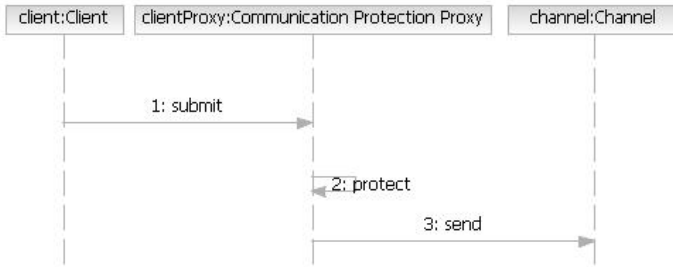 client:Client
clientProxy:Communication Protection Proxy
channel:Channel
1: submit
2: protect
3: send